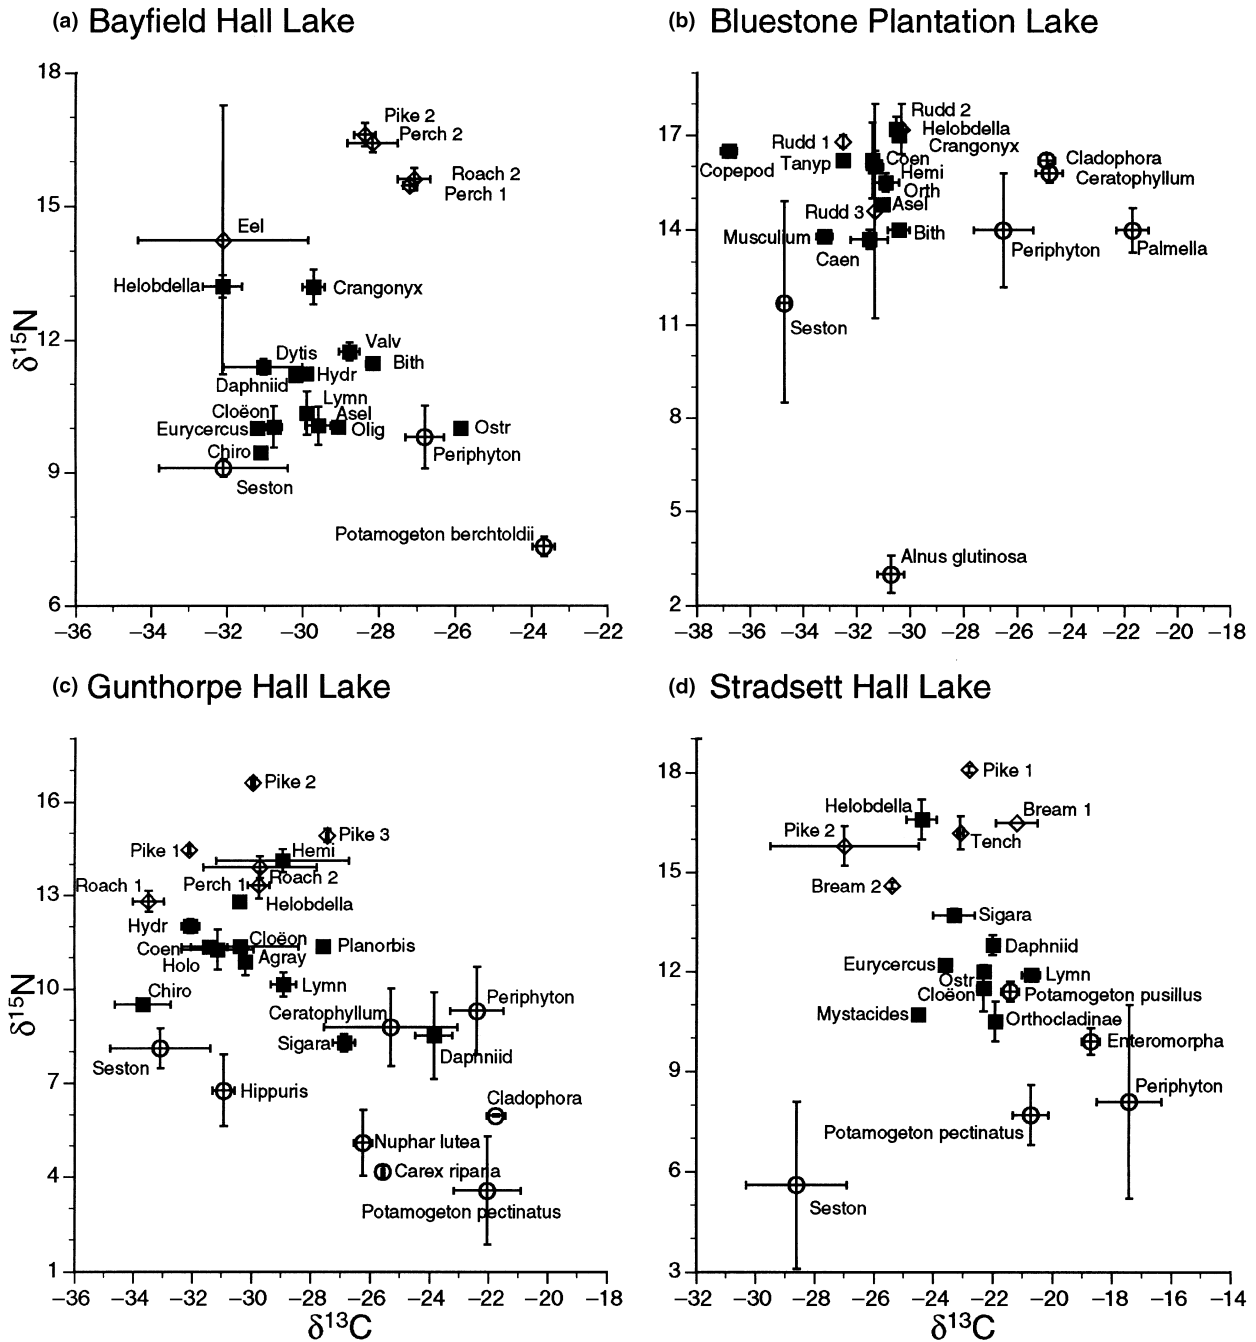 (a) Bayfield Hall Lake
18
15
12
9
6
δ15N
−36 −34 −32 −30 −28 −26 −24 −22
Pike 2
Perch 2
Roach 2
Perch 1
Eel
Helobdella
Crangonyx
Valv
Dytis
Bith
Daphniid
Hydr
Lymn
Cloëon
Asel
Eurycercus
Olig
Ostr
Chiro
Periphyton
Seston
Potamogeton berchtoldii
(b) Bluestone Plantation Lake
17
14
11
8
5
2
−38 −36 −34 −32 −30 −28 −26 −24 −22 −20 −18
Rudd 2
Helobdella
Rudd 1
Crangonyx
Coen
Cladophora
Tanyp
Copepod
Hemi
Ceratophyllum
Orth
Asel
Rudd 3
Musculium
Bith
Caen
Periphyton
Palmella
Seston
Alnus glutinosa
(c) Gunthorpe Hall Lake
16
13
10
7
4
1
δ15N
−36 −34 −32 −30 −28 −26 −24 −22 −20 −18
δ13C
Pike 2
Pike 3
Pike 1
Hemi
Roach 2
Roach 1
Perch 1
Helobdella
Hydr
Cloëon
Coen
Planorbis
Agray
Holo
Lymn
Chiro
Periphyton
Ceratophyllum
Sigara
Daphniid
Seston
Hippuris
Cladophora
Nuphar lutea
Carex riparia
Potamogeton pectinatus
(d) Stradsett Hall Lake
18
15
12
9
6
3
−32 −30 −28 −26 −24 −22 −20 −18 −16 −14
δ13C
Pike 1
Helobdella
Bream 1
Pike 2
Tench
Bream 2
Sigara
Daphniid
Eurycercus
Ostr
Lymn
Cloëon
Potamogeton pusillus
Mystacides
Orthocladinae
Enteromorpha
Periphyton
Potamogeton pectinatus
Seston